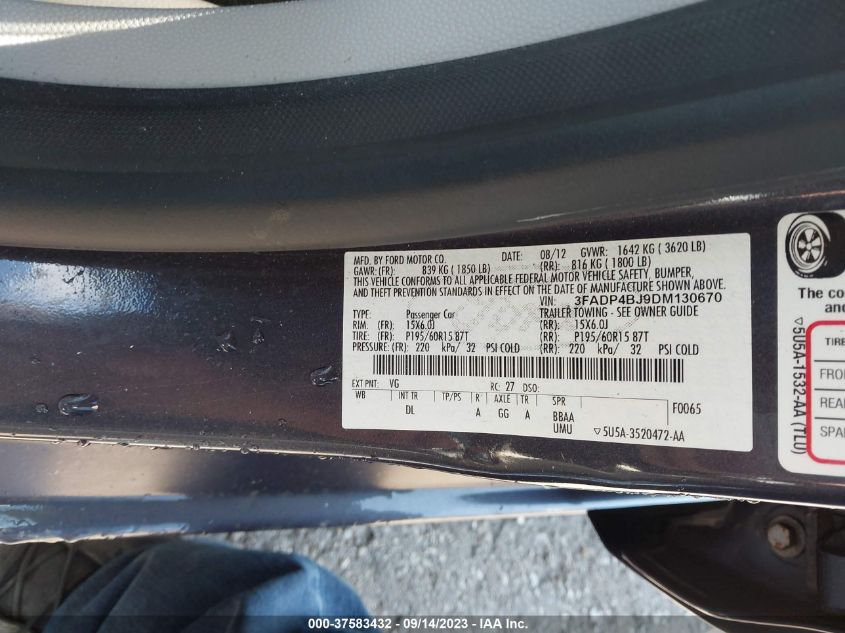 MFD. BY FORD MOTOR CO. DATE: 08/12 GVWR: 1642 KG ( 3620 LB)
GAWR: (FR) 839 KG ( 1850 LB) (RR): 816 KG ( 1800 LB)
THIS VEHICLE CONFORMS TO ALL APPLICABLE FEDERAL MOTOR VEHICLE SAFETY, BUMPER,
AND THEFT PREVENTION STANDARDS IN EFFECT ON THE DATE OF MANUFACTURE SHOWN ABOVE.
VIN: 3FADP4BJ9DM130670
TYPE: Passenger Car TRAILER TOWING - SEE OWNER GUIDE
RIM: (FR) 15X6.0J (RR): 15X6.0J
TIRES: (FR) P195/60R15 87T (RR): P195/60R15 87T
PRESSURE: (FR) 220 kPa/ 32 PSI COLD (RR): 220 kPa/ 32 PSI COLD
EXT PNT: VG RC: 27 DSO:
WB INT TR TP/PS R AXLE TR SPR
DL A GG A BBAA F0065
UMU ▽5U5A-3520472-AA
The co
an
▽5U5A-1532-AA (TLU)
TIRE
FRO
REA
SPA
000-37583432 - 09/14/2023 - IAA Inc.